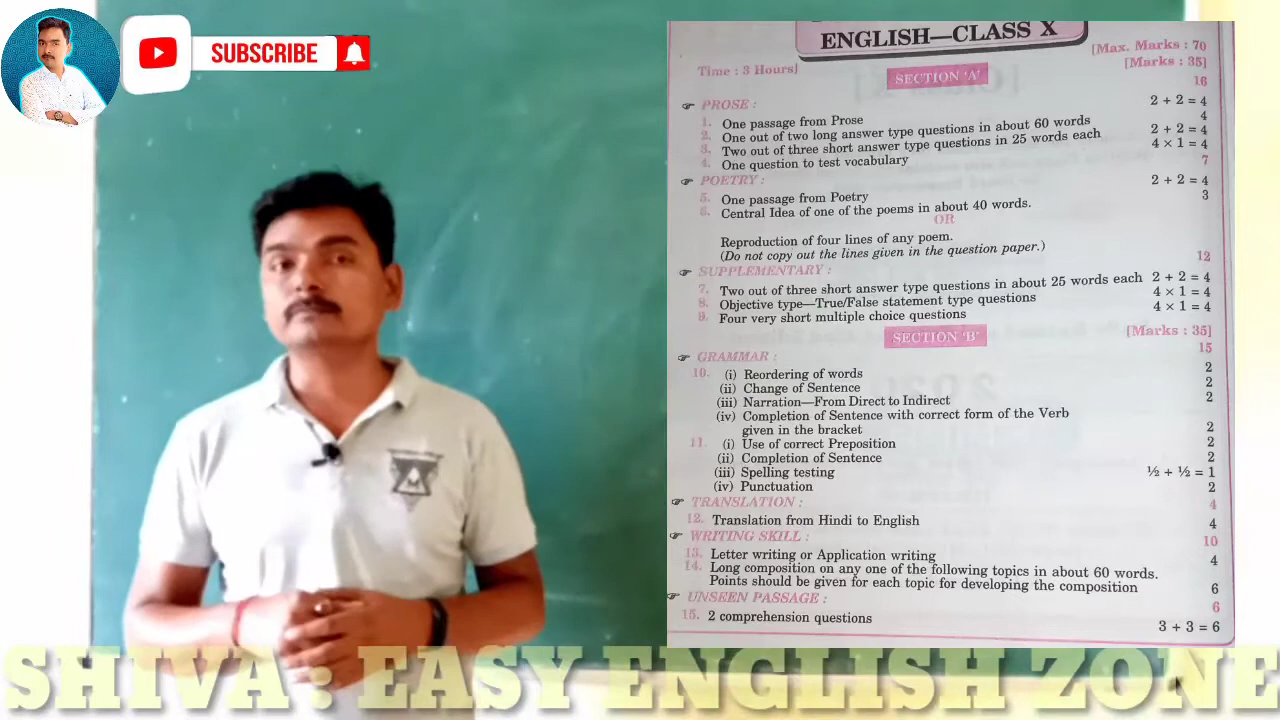 SUBSCRIBE
ENGLISH—CLASS X
Time : 3 Hours] [Max. Marks : 70
SECTION 'A' [Marks : 35]
PROSE : 16
1. One passage from Prose 2 + 2 = 4
2. One out of two long answer type questions in about 60 words 4
3. Two out of three short answer type questions in 25 words each 2 + 2 = 4
4. One question to test vocabulary 4 × 1 = 4
POETRY : 7
5. One passage from Poetry 2 + 2 = 4
6. Central Idea of one of the poems in about 40 words. 3
OR
Reproduction of four lines of any poem.
(Do not copy out the lines given in the question paper.)
SUPPLEMENTARY : 12
7. Two out of three short answer type questions in about 25 words each 2 + 2 = 4
8. Objective type—True/False statement type questions 4 × 1 = 4
9. Four very short multiple choice questions 4 × 1 = 4
SECTION 'B' [Marks : 35]
GRAMMAR : 15
10. (i) Reordering of words 2
(ii) Change of Sentence 2
(iii) Narration—From Direct to Indirect 2
(iv) Completion of Sentence with correct form of the Verb
given in the bracket 2
11. (i) Use of correct Preposition 2
(ii) Completion of Sentence 2
(iii) Spelling testing ½ + ½ = 1
(iv) Punctuation 2
TRANSLATION : 4
12. Translation from Hindi to English 4
WRITING SKILL : 10
13. Letter writing or Application writing 4
14. Long composition on any one of the following topics in about 60 words.
Points should be given for each topic for developing the composition 6
UNSEEN PASSAGE : 6
15. 2 comprehension questions 3 + 3 = 6
SHIVA : EASY ENGLISH ZONE